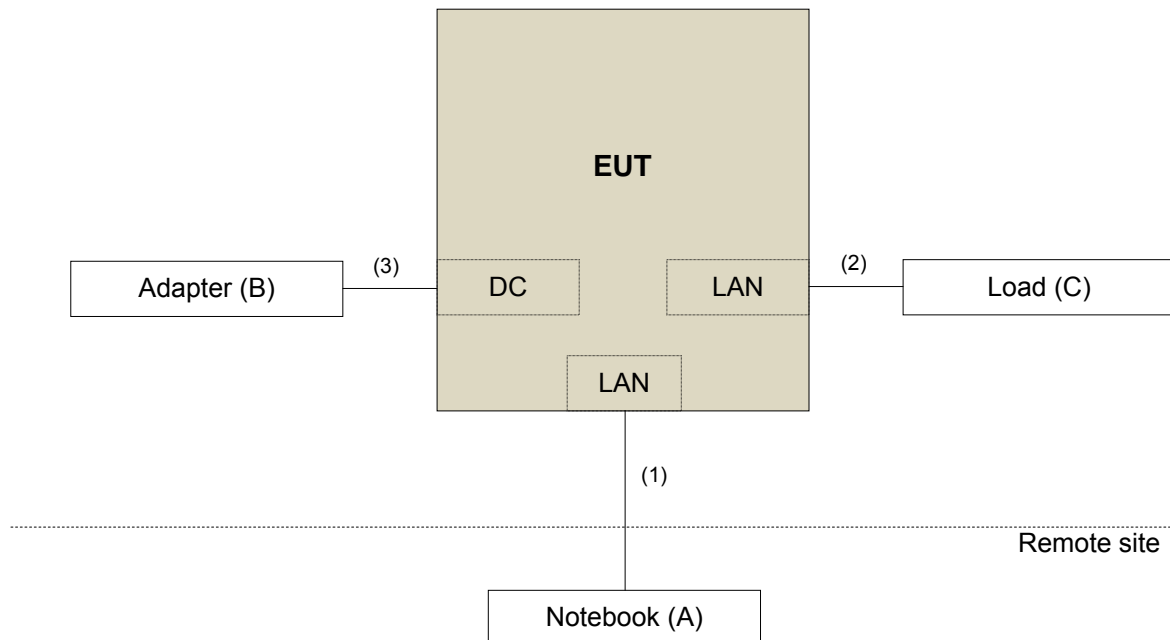 EUT
(3)
(2)
Adapter (B)
DC
LAN
Load (C)
LAN
(1)
Remote site
Notebook (A)